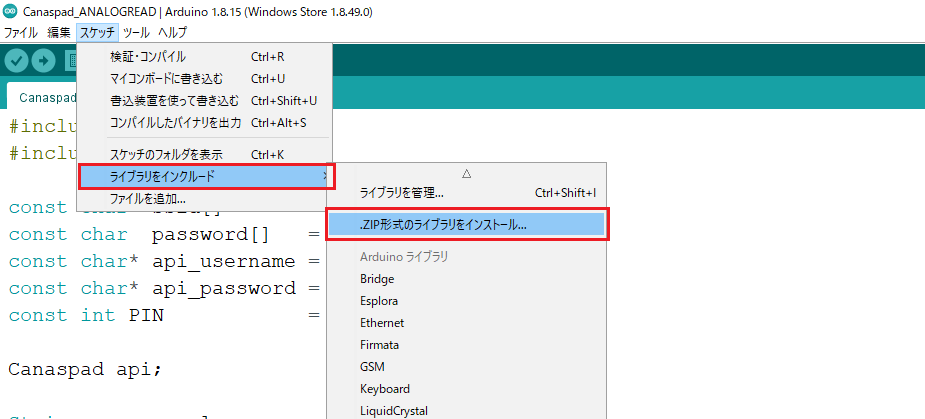 Canaspad_ANALOGREAD | Arduino 1.8.15 (Windows Store 1.8.49.0)
ファイル 編集 スケッチ ツール ヘルプ
検証・コンパイル Ctrl+R
マイコンボードに書き込む Ctrl+U
書込装置を使って書き込む Ctrl+Shift+U
コンパイルしたバイナリを出力 Ctrl+Alt+S
スケッチのフォルダを表示 Ctrl+K
ライブラリをインクルード
ファイルを追加...
ライブラリを管理... Ctrl+Shift+I
.ZIP形式のライブラリをインストール...
Arduino ライブラリ
Bridge
Esplora
Ethernet
Firmata
GSM
Keyboard
LiquidCrystal
Canaspad
#inclu
#inclu
const char
const char password[] =
const char* api_username =
const char* api_password =
const int PIN =
Canaspad api;